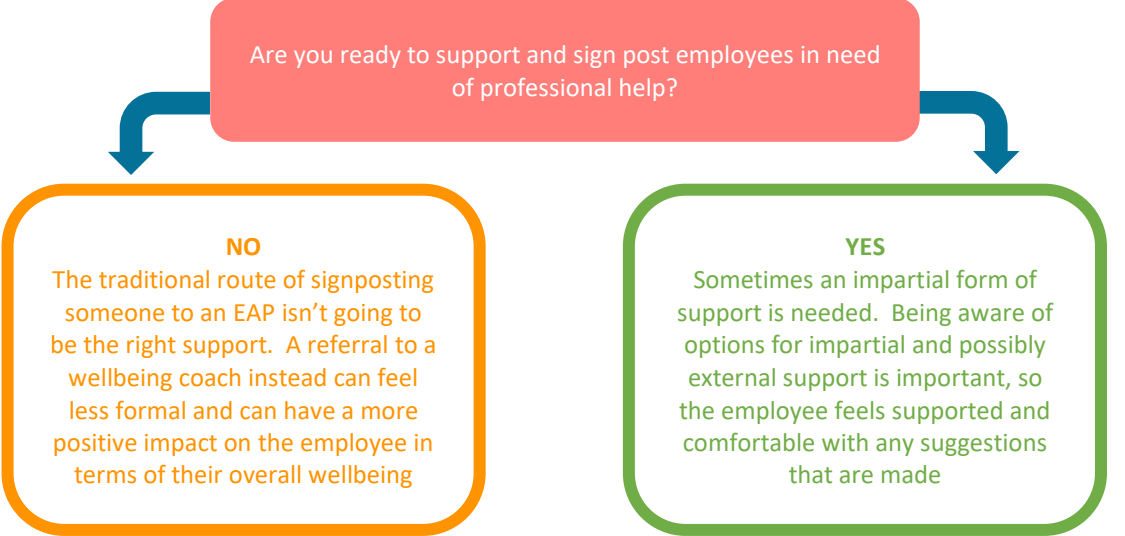 Are you ready to support and sign post employees in need
of professional help?
NO
The traditional route of signposting
someone to an EAP isn’t going to
be the right support.  A referral to a
wellbeing coach instead can feel
less formal and can have a more
positive impact on the employee in
terms of their overall wellbeing
YES
Sometimes an impartial form of
support is needed.  Being aware of
options for impartial and possibly
external support is important, so
the employee feels supported and
comfortable with any suggestions
that are made